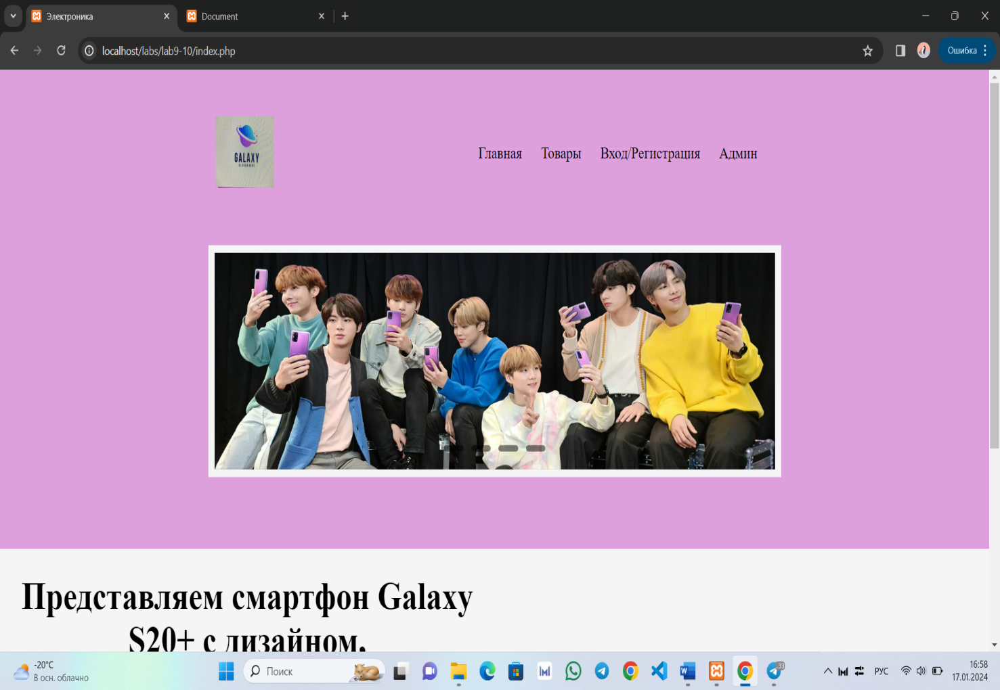 Электроника
Document
localhost/labs/lab9-10/index.php
Ошибка
GALAXY
Главная Товары Вход/Регистрация Админ
Представляем смартфон Galaxy
S20+ с дизайном,
-20°C
В осн. облачно
Поиск
33
РУС
16:58
17.01.2024